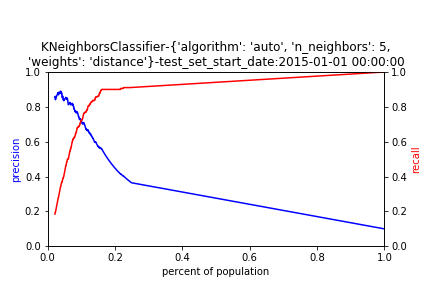 KNeighborsClassifier-{'algorithm': 'auto', 'n_neighbors': 5,
'weights': 'distance'}-test_set_start_date:2015-01-01 00:00:00
1.0
0.8
0.6
0.4
0.2
0.0
precision
1.0
0.8
0.6
0.4
0.2
0.0
recall
0.0 0.2 0.4 0.6 0.8 1.0
percent of population